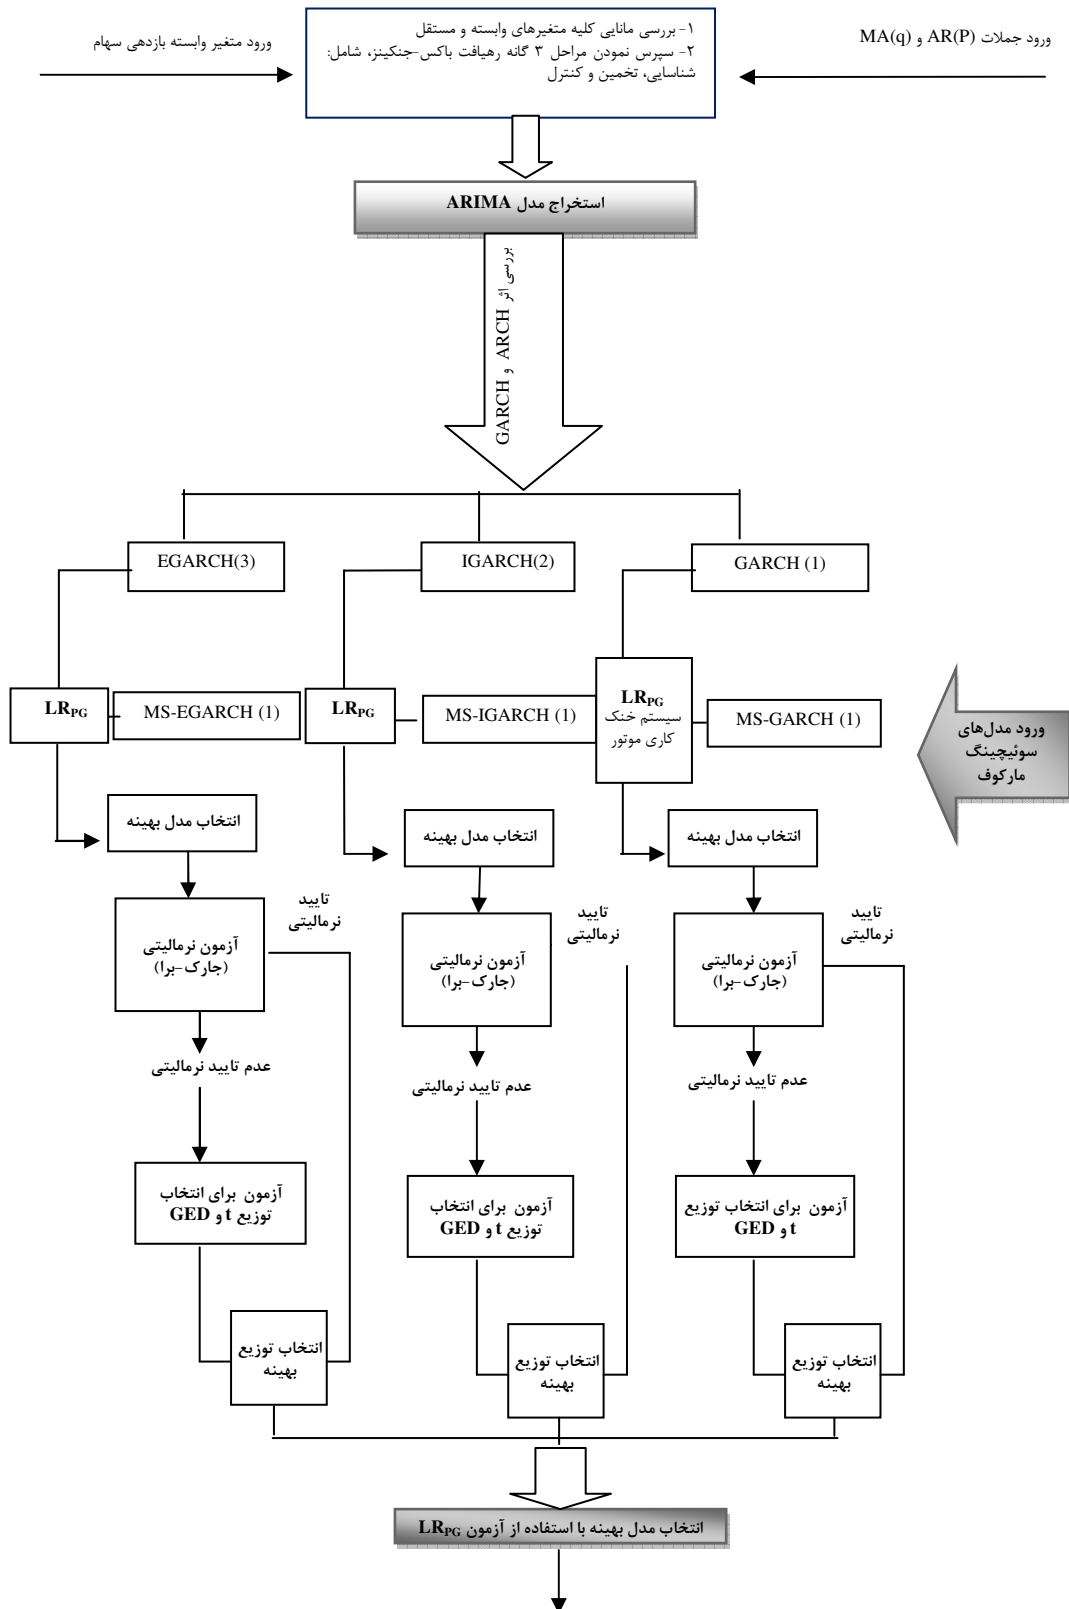 ورود جملات AR(P) و MA(q)
۱- بررسی مانایی کلیه متغیرهای وابسته و مستقل
۲- سپرس نمودن مراحل ۳ گانه رهیافت باکس-جنکینز، شامل:
شناسایی، تخمین و کنترل
ورود متغیر وابسته بازدهی سهام
استخراج مدل ARIMA
بررسی اثر ARCH و
GARCH
GARCH (1)
IGARCH(2)
EGARCH(3)
ورود مدل‌های
سوئیچینگ
مارکوف
MS-GARCH (1)
LRPG
سیستم خنک
کاری موتور
MS-IGARCH (1)
LRPG
MS-EGARCH (1)
LRPG
انتخاب مدل بهینه
انتخاب مدل بهینه
انتخاب مدل بهینه
تایید
نرمالیتی
تایید
نرمالیتی
تایید
نرمالیتی
آزمون نرمالیتی
(جارک-برا)
آزمون نرمالیتی
(جارک-برا)
آزمون نرمالیتی
(جارک-برا)
عدم تایید نرمالیتی
عدم تایید نرمالیتی
عدم تایید نرمالیتی
آزمون برای انتخاب توزیع
t و GED
آزمون برای انتخاب
توزیع t و GED
آزمون برای انتخاب
توزیع t و GED
انتخاب توزیع
بهینه
انتخاب توزیع
بهینه
انتخاب توزیع
بهینه
انتخاب مدل بهینه با استفاده از آزمون LRPG